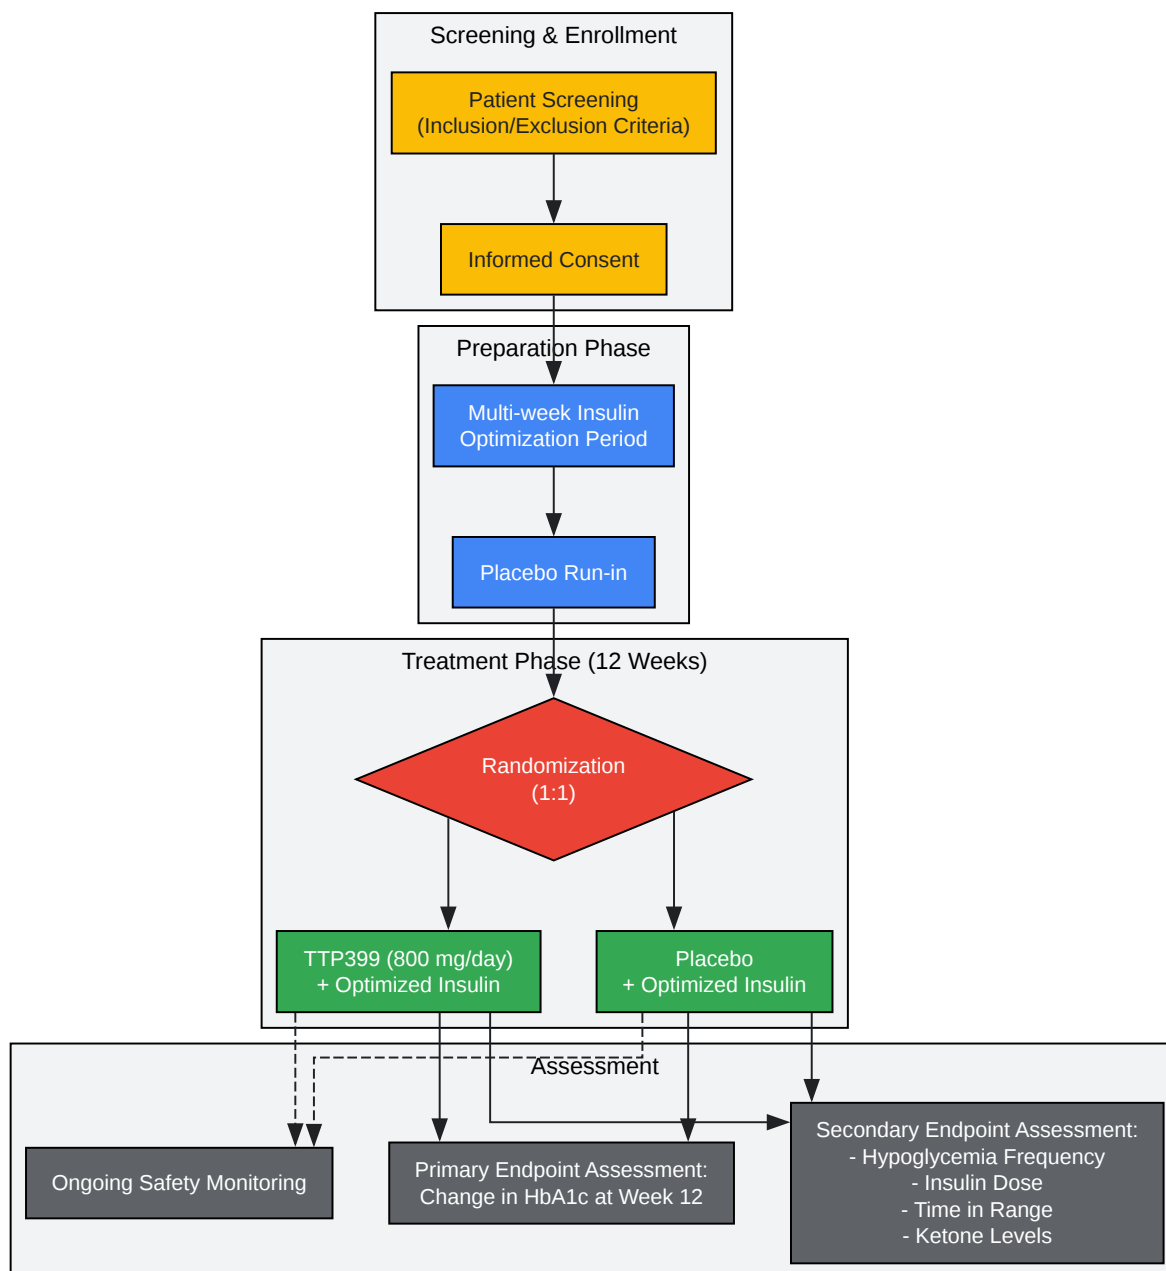 Screening & Enrollment
Patient Screening
(Inclusion/Exclusion Criteria)
Informed Consent
Preparation Phase
Multi-week Insulin
Optimization Period
Placebo Run-in
Treatment Phase (12 Weeks)
Randomization
(1:1)
TTP399 (800 mg/day)
+ Optimized Insulin
Placebo
+ Optimized Insulin
Assessment
Ongoing Safety Monitoring
Primary Endpoint Assessment:
Change in HbA1c at Week 12
Secondary Endpoint Assessment:
- Hypoglycemia Frequency
- Insulin Dose
- Time in Range
- Ketone Levels